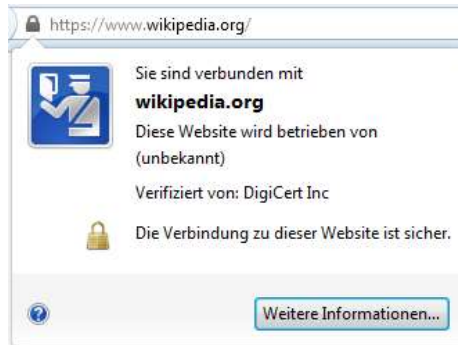 https://www.wikipedia.org/
Sie sind verbunden mit
wikipedia.org
Diese Website wird betrieben von
(unbekannt)
Verifiziert von: DigiCert Inc
Die Verbindung zu dieser Website ist sicher.
?
Weitere Informationen...